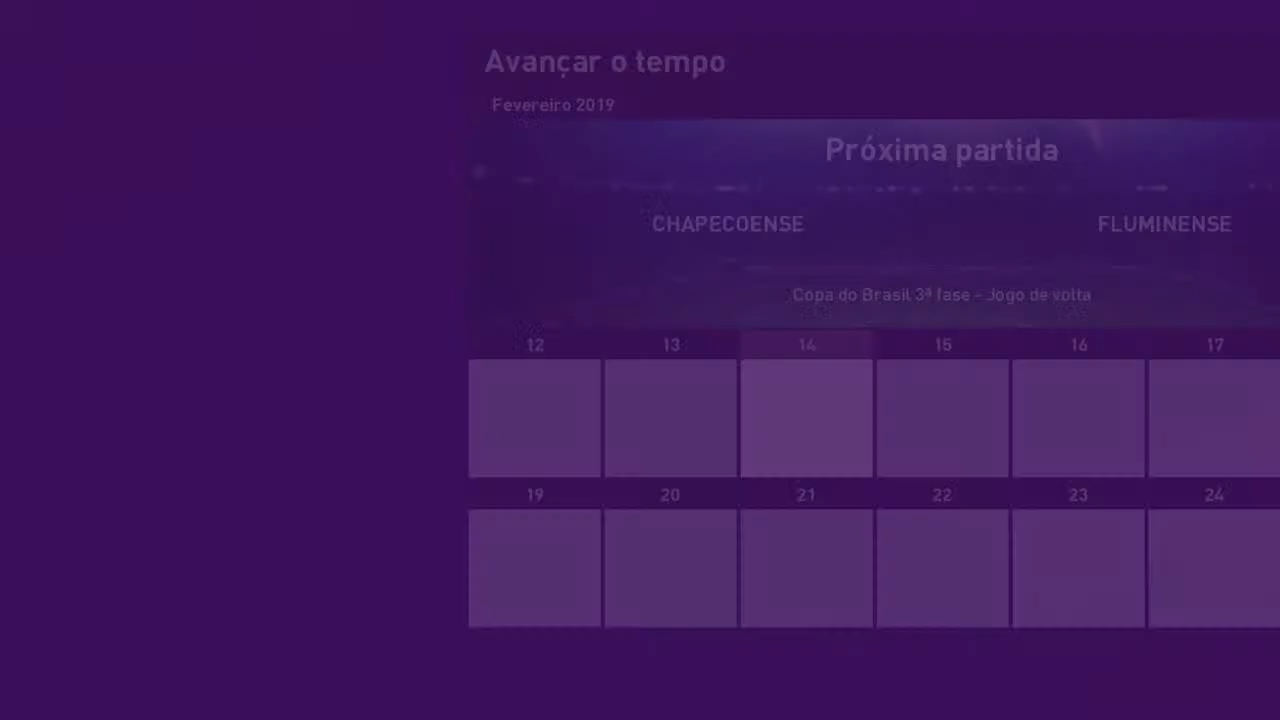 Avançar o tempo
Fevereiro 2019
Próxima partida
CHAPECOENSE FLUMINENSE
Copa do Brasil 3ª fase - Jogo de volta
12 13 14 15 16 17
19 20 21 22 23 24